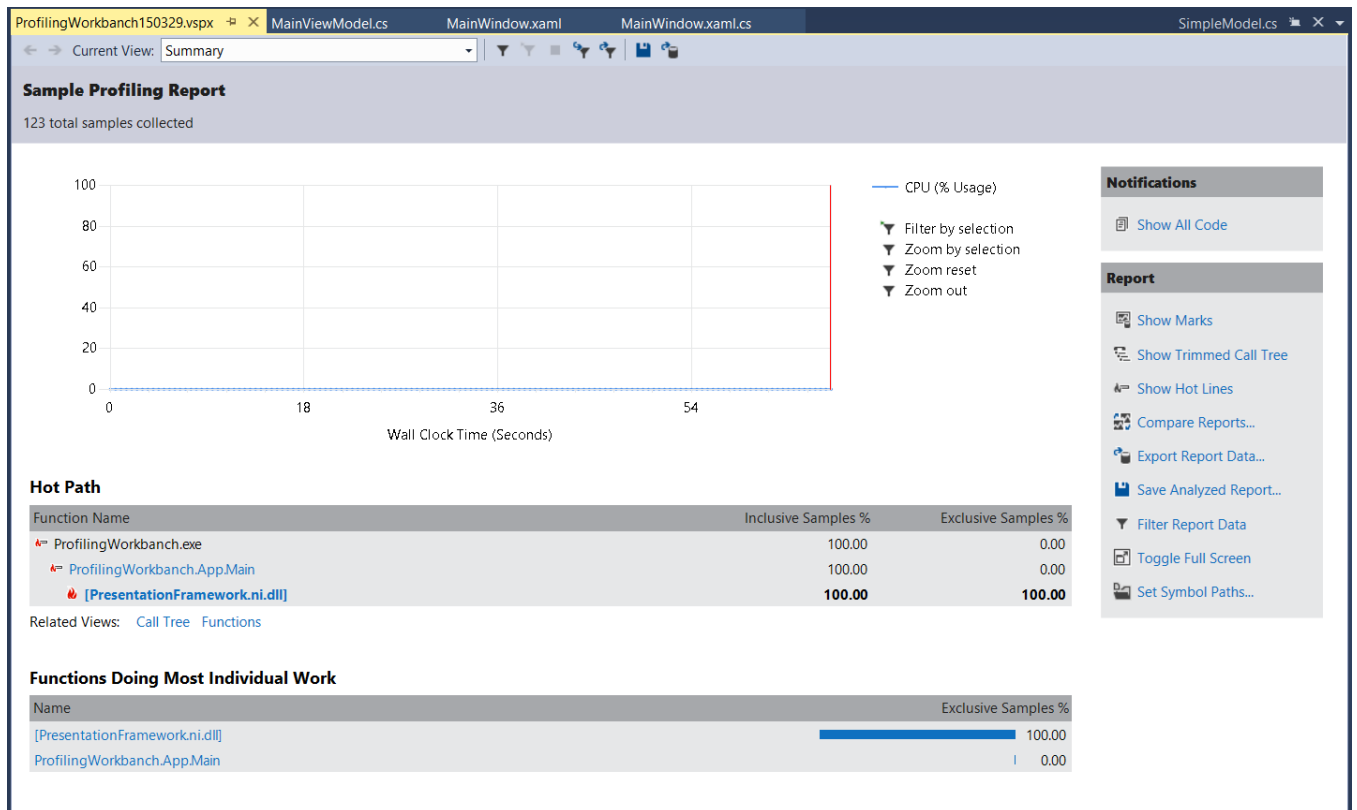 ProfilingWorkbanch150329.vspx MainViewModel.cs MainWindow.xaml MainWindow.xaml.cs SimpleModel.cs
Current View: Summary
Sample Profiling Report
123 total samples collected
100
80
60
40
20
0
0 18 36 54
Wall Clock Time (Seconds)
CPU (% Usage)
Filter by selection
Zoom by selection
Zoom reset
Zoom out
Notifications
Show All Code
Report
Show Marks
Show Trimmed Call Tree
Show Hot Lines
Compare Reports...
Export Report Data...
Save Analyzed Report...
Filter Report Data
Toggle Full Screen
Set Symbol Paths...
Hot Path
Function Name Inclusive Samples % Exclusive Samples %
ProfilingWorkbanch.exe 100.00 0.00
ProfilingWorkbanch.App.Main 100.00 0.00
[PresentationFramework.ni.dll] 100.00 100.00
Related Views: Call Tree Functions
Functions Doing Most Individual Work
Name Exclusive Samples %
[PresentationFramework.ni.dll] 100.00
ProfilingWorkbanch.App.Main 0.00